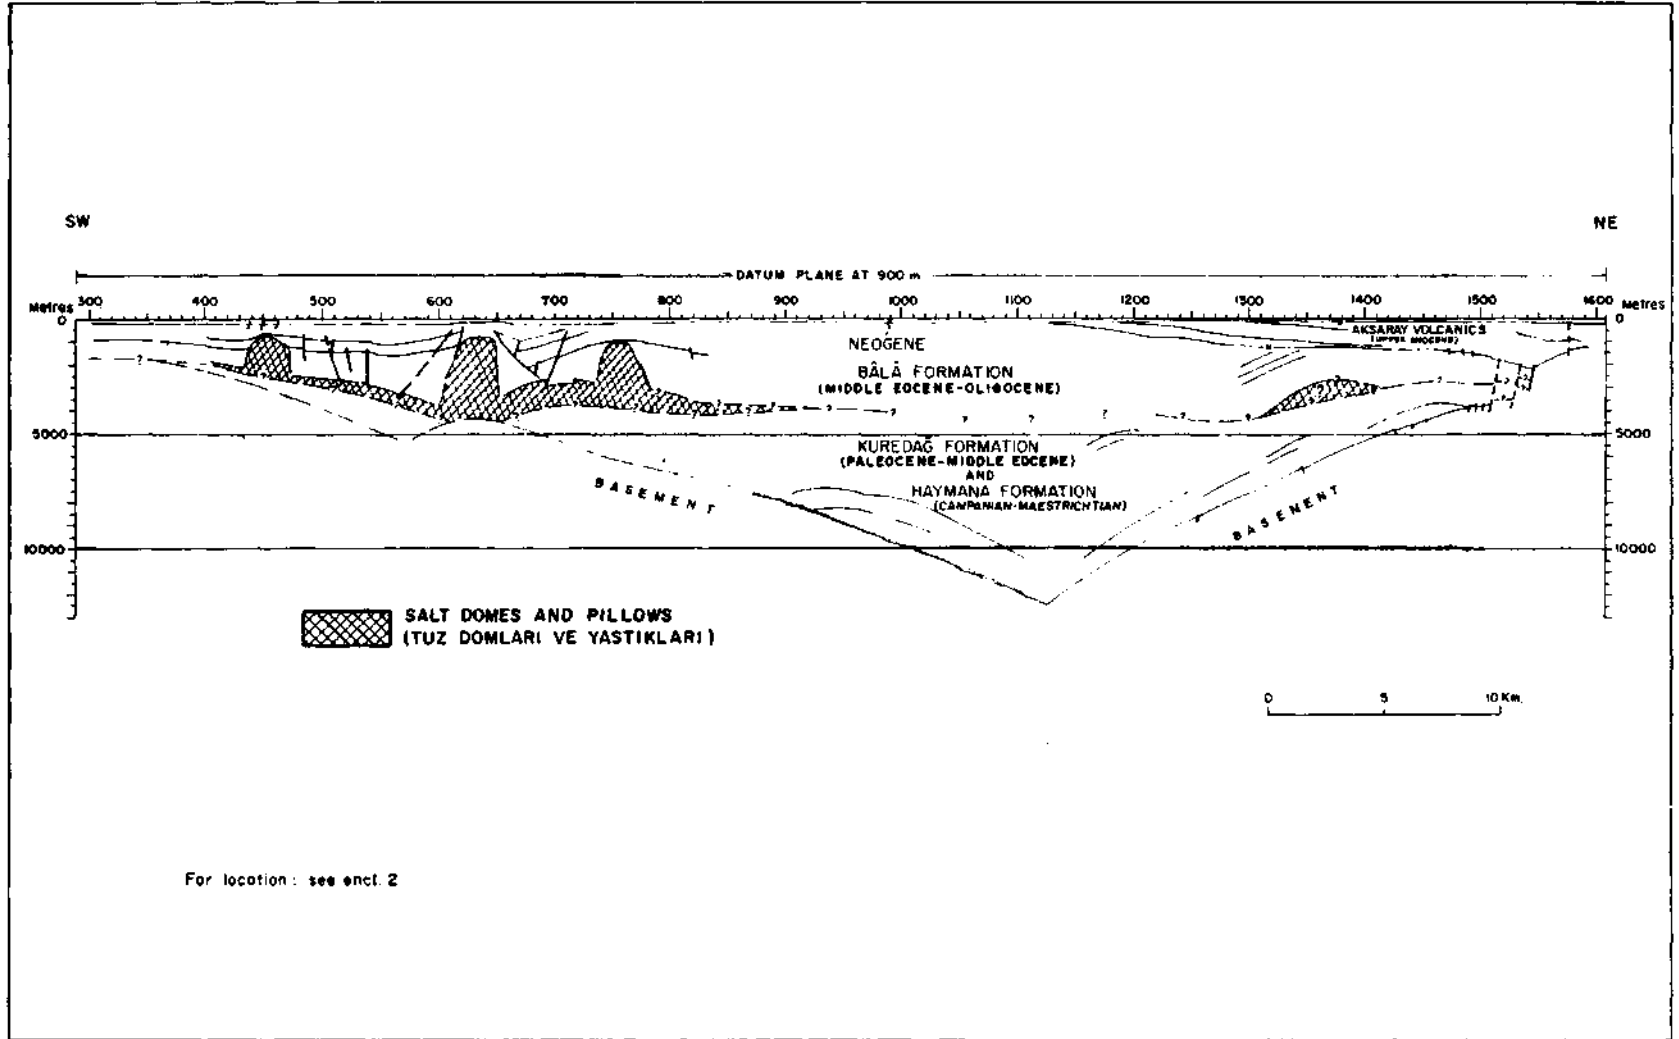 SW NE
DATUM PLANE AT 900 m
Metres 300 400 500 600 700 800 900 1000 1100 1200 1300 1400 1500 1600 Metres
0 0
AKSARAY VOLCANICS
(UPPER MIOCENE)
NEOGENE
BÂLÂ FORMATION
(MIDDLE EOCENE-OLIGOCENE)
5000 5000
KUREDAĞ FORMATION
(PALEOCENE-MIDDLE EOCENE)
AND
HAYMANA FORMATION
(CAMPANIAN-MAESTRICHTIAN)
BASEMENT
BASEMENT
10000 10000
SALT DOMES AND PILLOWS
(TUZ DOMLARI VE YASTIKLARI)
0 5 10 Km.
For location: see encl. 2